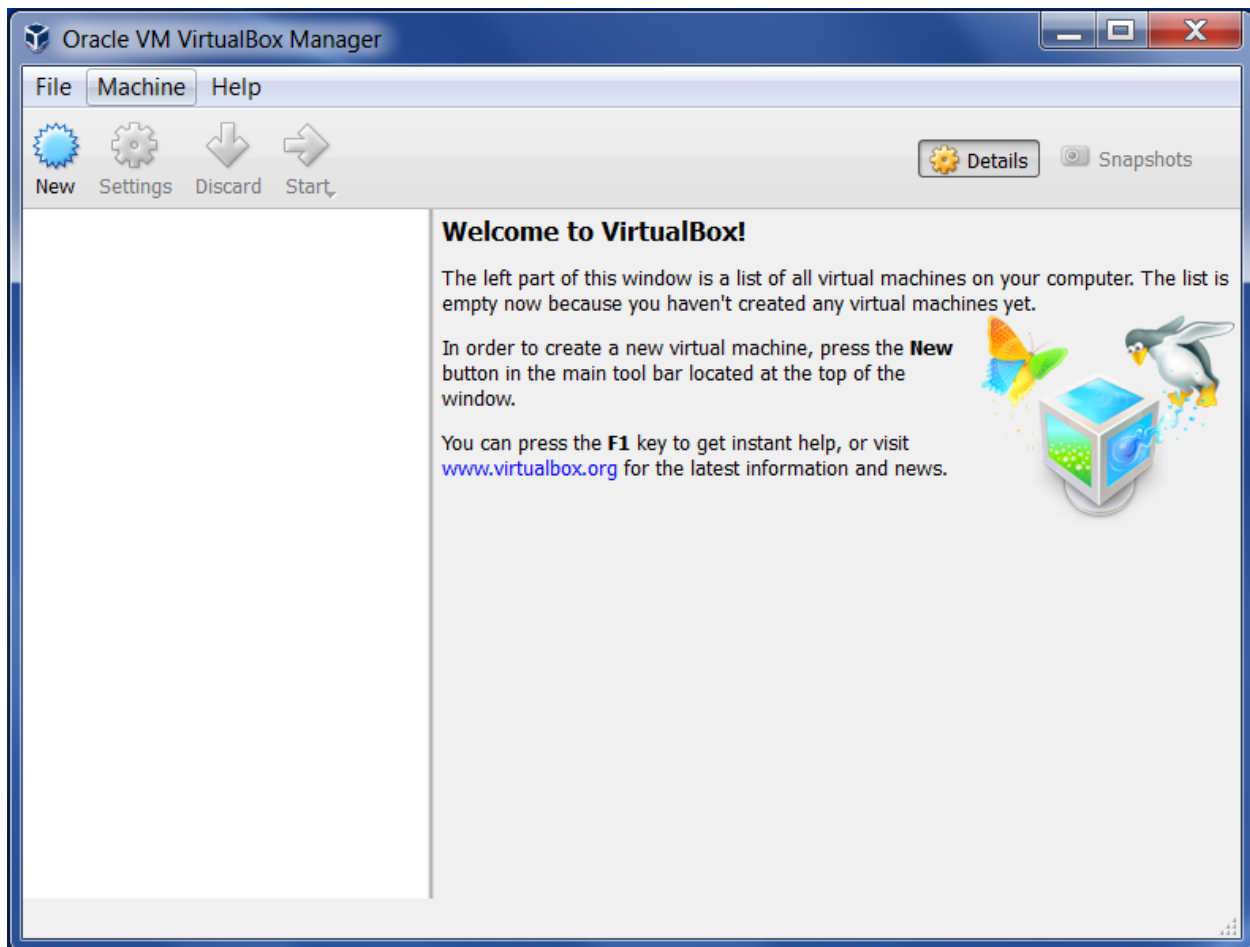 Oracle VM VirtualBox Manager
File Machine Help
New Settings Discard Start Details Snapshots
Welcome to VirtualBox!
The left part of this window is a list of all virtual machines on your computer. The list is
empty now because you haven't created any virtual machines yet.
In order to create a new virtual machine, press the New
button in the main tool bar located at the top of the
window.
You can press the F1 key to get instant help, or visit
www.virtualbox.org for the latest information and news.